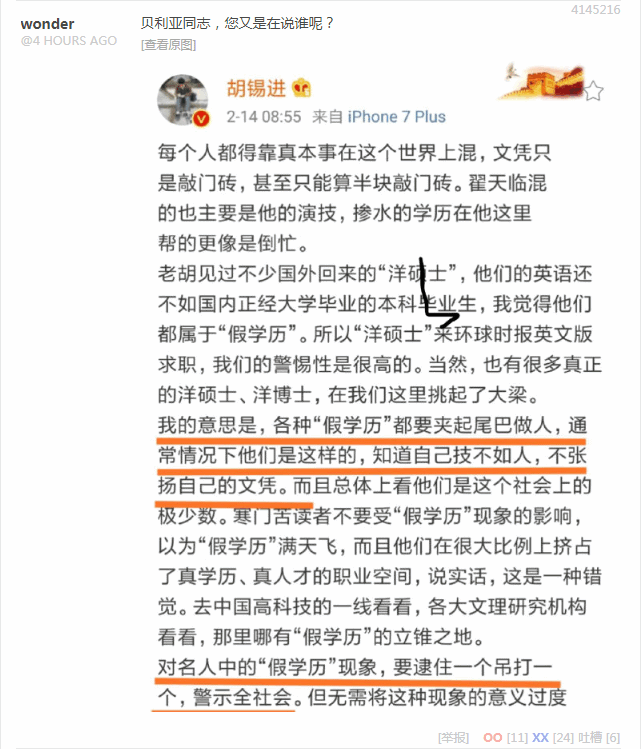 4145216
wonder 贝利亚同志，您又是在说谁呢？
@4 HOURS AGO [查看原图]
胡锡进
2-14 08:55 来自 iPhone 7 Plus
每个人都得靠真本事在这个世界上混，文凭只
是敲门砖，甚至只能算半块敲门砖。翟天临混
的也主要是他的演技，掺水的学历在他这里
帮的更像是倒忙。
老胡见过不少国外回来的“洋硕士”，他们的英语还
不如国内正经大学毕业的本科毕业生，我觉得他们
都属于“假学历”。所以“洋硕士”来环球时报英文版
求职，我们的警惕性是很高的。当然，也有很多真正
的洋硕士、洋博士，在我们这里挑起了大梁。
我的意思是，各种“假学历”都要夹起尾巴做人，通
常情况下他们是这样的，知道自己技不如人，不张
扬自己的文凭。而且总体上看他们是这个社会上的
极少数。寒门苦读者不要受“假学历”现象的影响，
以为“假学历”满天飞，而且他们在很大比例上挤占
了真学历、真人才的职业空间，说实话，这是一种错
觉。去中国高科技的一线看看，各大文理研究机构
看看，那里哪有“假学历”的立锥之地。
对名人中的“假学历”现象，要逮住一个吊打一
个，警示全社会。但无需将这种现象的意义过度
[举报] OO [11] XX [24] 吐槽 [6]